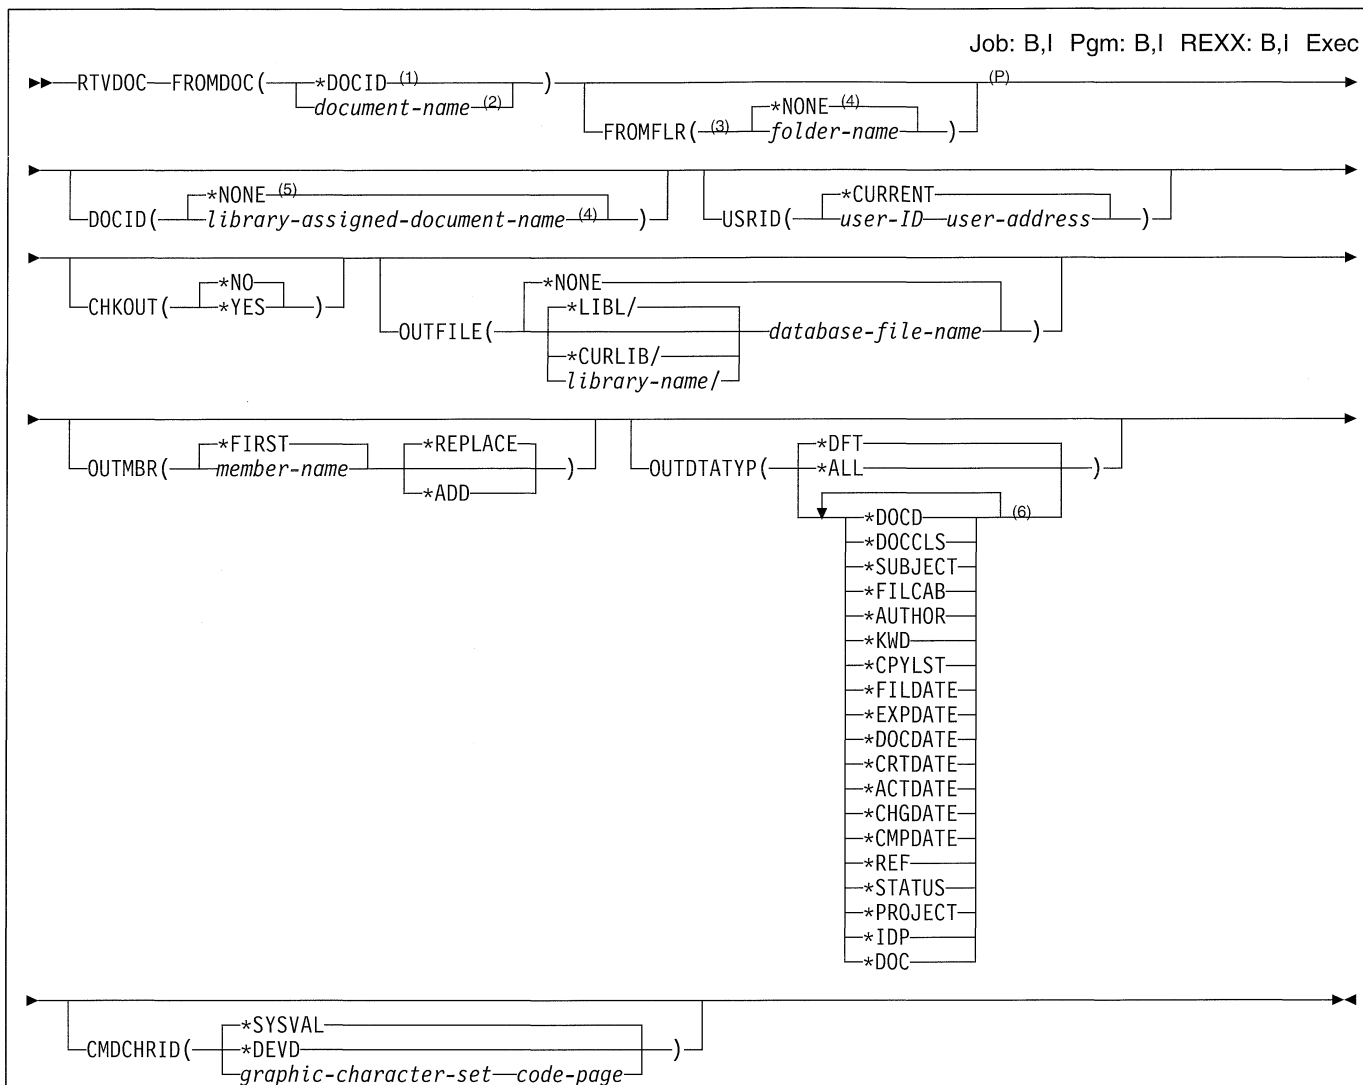 Job: B,I Pgm: B,I REXX: B,I Exec
RTVDOC FROMDOC( *DOCID (1) ) (P)
document-name (2)
*NONE (4)
FROMFLR( (3) folder-name )
*NONE (5)
DOCID( library-assigned-document-name (4) )
*CURRENT
USRID( user-ID user-address )
*NO
CHKOUT( *YES )
*NONE
*LIBL/
OUTFILE( database-file-name )
*CURLIB/
library-name/
*FIRST *REPLACE
OUTMBR( member-name )
*ADD
*DFT
OUTDTATYP( *ALL )
*DOCD (6)
*DOCCLS
*SUBJECT
*FILCAB
*AUTHOR
*KWD
*CPYLST
*FILDATE
*EXPDATE
*DOCDATE
*CRTDATE
*ACTDATE
*CHGDATE
*CMPDATE
*REF
*STATUS
*PROJECT
*IDP
*DOC
*SYSVAL
CMDCHRID( *DEVD )
graphic-character-set code-page